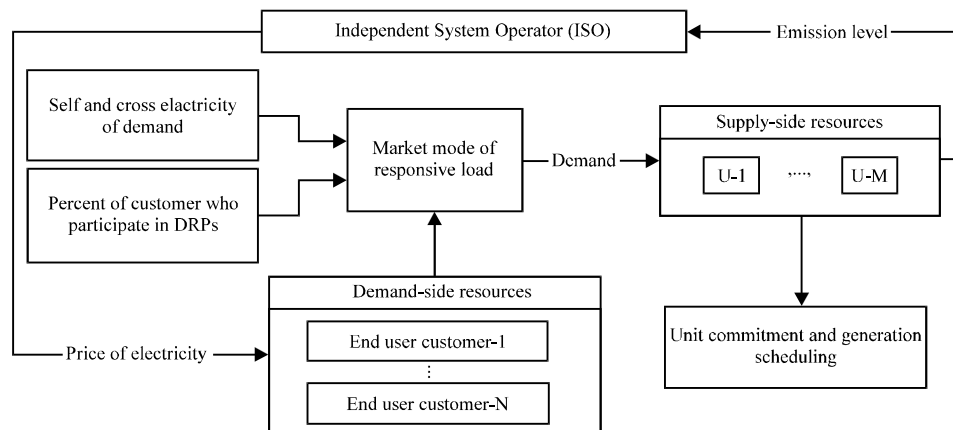 Independent System Operator (ISO)
Emission level
Self and cross elactricity
of demand
Percent of customer who
participate in DRPs
Market mode of
responsive load
Demand
Supply-side resources
U-1 ,..., U-M
Demand-side resources
End user customer-1
⋮
End user customer-N
Price of electricity
Unit commitment and generation
scheduling